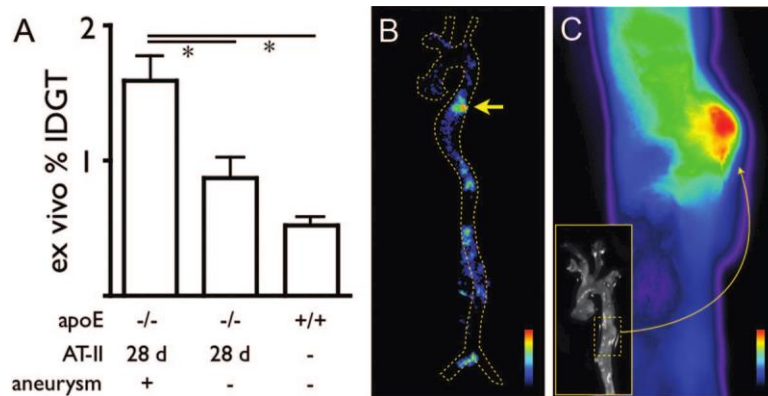 A
B
C
2
1
ex vivo % IDGT
*
*
apoE -/- -/- +/+
AT-II 28 d 28 d -
aneurysm + - -